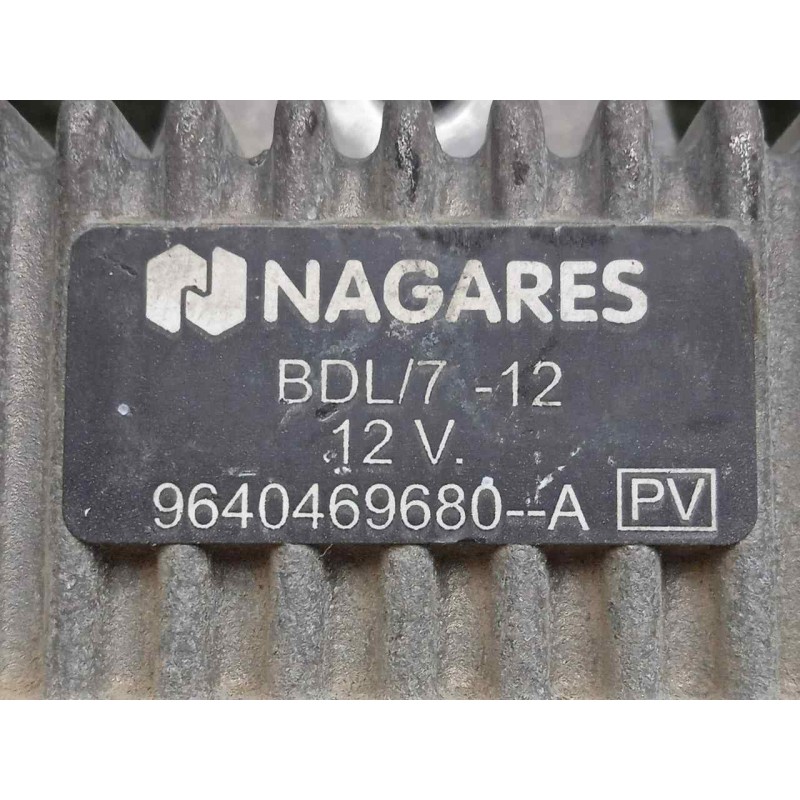 NAGARES
BDL/7 -12
12 V.
9640469680--A PV